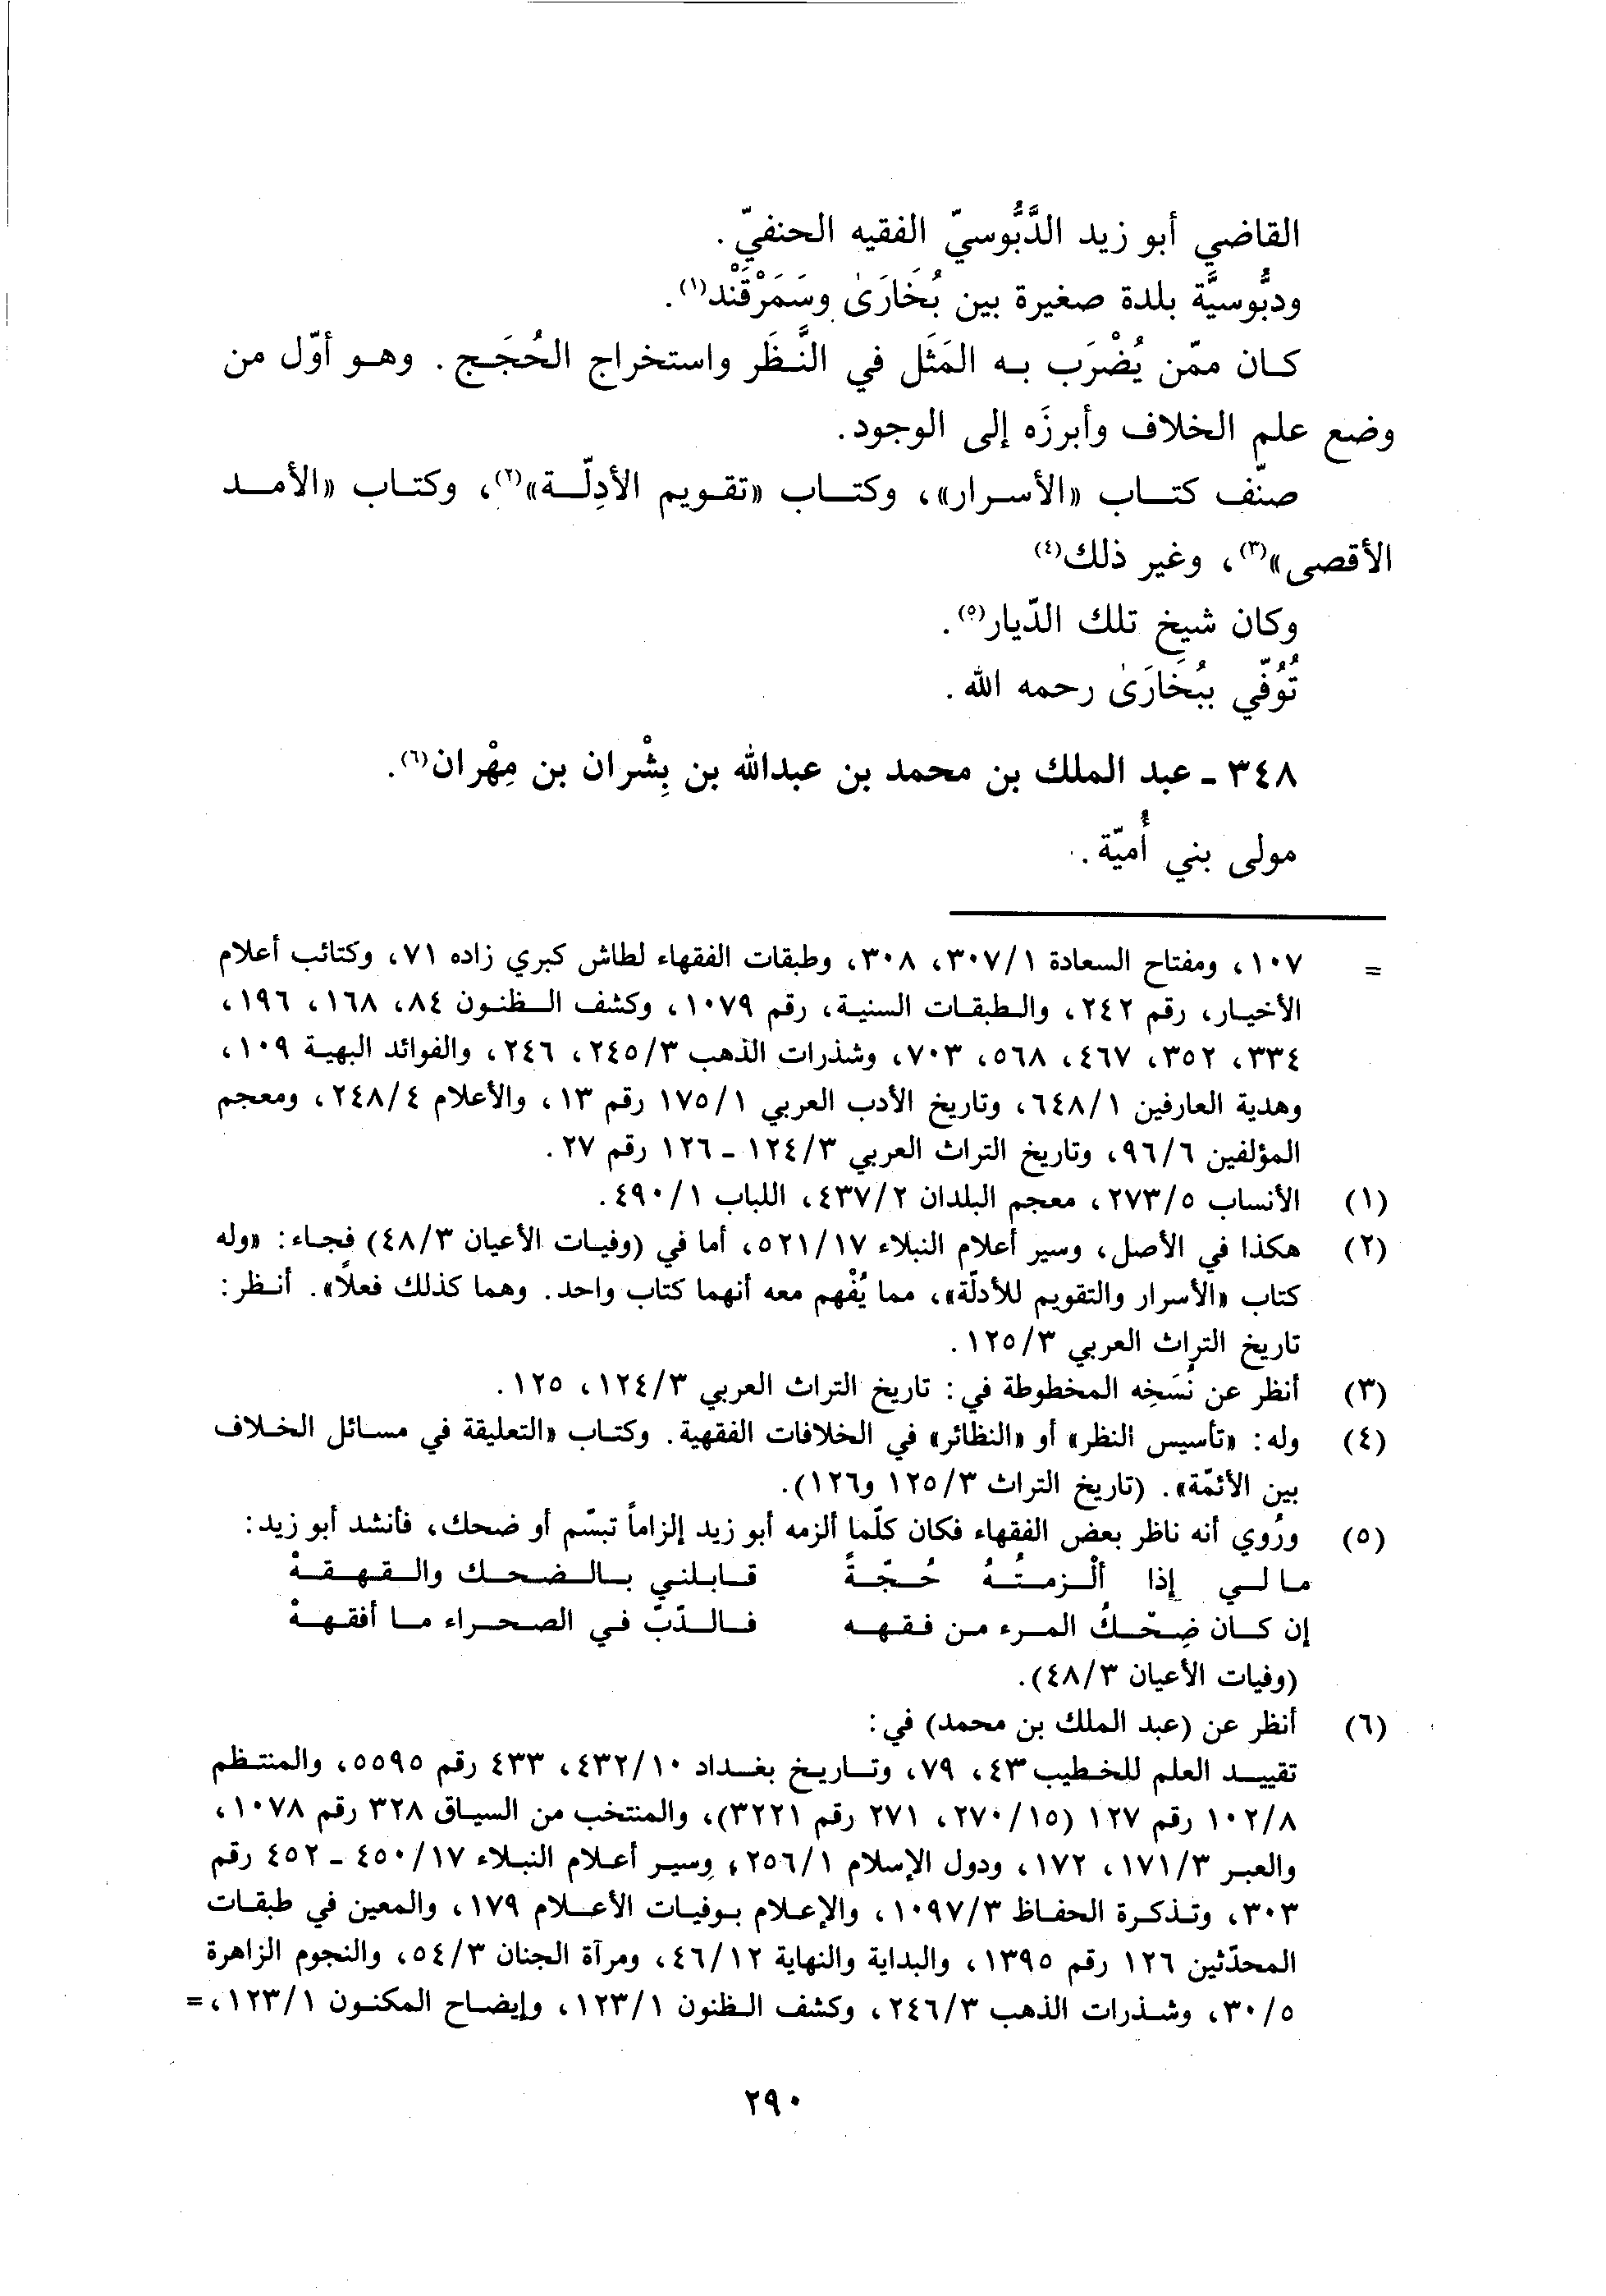 القاضي أبو زيد الدَّبُّوسيّ الفقيه الحنفيّ.
ودبُّوسيَّة بلدة صغيرة بين بُخَارَىٰ وسَمَرْقَنْد(١).
كان ممّن يُضْرَب به المَثَل في النَّظَر واستخراج الحُجَج. وهو أوّل من
وضع علم الخلاف وأبرزَه إلى الوجود.
صنّف كتاب «الأسرار»، وكتاب «تقويم الأدِلّة»(٢)، وكتاب «الأمد
الأقصى»(٣)، وغير ذلك(٤)
وكان شيخ تلك الدّيار(٥).
تُوُفّي ببُخَارَىٰ رحمه الله.
٣٤٨ ـ عبد الملك بن محمد بن عبدالله بن بِشْران بن مِهْران(٦).
مولى بني أُميّة.
= ١٠٧، ومفتاح السعادة ٣٠٧/١، ٣٠٨، وطبقات الفقهاء لطاش كبري زاده ٧١، وكتائب أعلام
الأخيار، رقم ٢٤٢، والطبقات السنية، رقم ١٠٧٩، وكشف الظنون ٨٤، ١٦٨، ١٩٦،
٣٣٤، ٣٥٢، ٤٦٧، ٥٦٨، ٧٠٣، وشذرات الذهب ٢٤٥/٣، ٢٤٦، والفوائد البهية ١٠٩،
وهدية العارفين ٦٤٨/١، وتاريخ الأدب العربي ١٧٥/١ رقم ١٣، والأعلام ٢٤٨/٤، ومعجم
المؤلفين ٩٦/٦، وتاريخ التراث العربي ١٢٤/٣ ـ ١٢٦ رقم ٢٧.
(١) الأنساب ٢٧٣/٥، معجم البلدان ٤٣٧/٢، اللباب ٤٩٠/١.
(٢) هكذا في الأصل، وسير أعلام النبلاء ٥٢١/١٧، أما في (وفيات الأعيان ٤٨/٣) فجاء: «وله
كتاب «الأسرار والتقويم للأدلّة»، مما يُفْهم معه أنهما كتاب واحد. وهما كذلك فعلاً». أنظر:
تاريخ التراث العربي ١٢٥/٣.
(٣) أنظر عن نُسَخِه المخطوطة في: تاريخ التراث العربي ١٢٤/٣، ١٢٥.
(٤) وله: «تأسيس النظر» أو «النظائر» في الخلافات الفقهية. وكتاب «التعليقة في مسائل الخلاف
بين الأئمّة». (تاريخ التراث ١٢٥/٣ و١٢٦).
(٥) ورُوي أنه ناظر بعض الفقهاء فكان كلّما ألزمه أبو زيد إلزاماً تبسّم أو ضحك، فأنشد أبو زيد:
ما لي إذا ألْزمتُهُ حُجّةً قابلني بالضحك والقهقهْ
إن كان ضِحْكُ المرء من فقهه فالدّبّ في الصحراء ما أفقههْ
(وفيات الأعيان ٤٨/٣).
(٦) أنظر عن (عبد الملك بن محمد) في:
تقييد العلم للخطيب ٤٣، ٧٩، وتاريخ بغداد ٤٣٢/١٠، ٤٣٣ رقم ٥٥٩٥، والمنتظم
١٠٢/٨ رقم ١٢٧ (٢٧٠/١٥، ٢٧١ رقم ٣٢٢١)، والمنتخب من السياق ٣٢٨ رقم ١٠٧٨،
والعبر ١٧١/٣، ١٧٢، ودول الإسلام ٢٥٦/١، وسير أعلام النبلاء ٤٥٠/١٧ ـ ٤٥٢ رقم
٣٠٣، وتذكرة الحفاظ ١٠٩٧/٣، والإعلام بوفيات الأعلام ١٧٩، والمعين في طبقات
المحدّثين ١٢٦ رقم ١٣٩٥، والبداية والنهاية ٤٦/١٢، ومرآة الجنان ٥٤/٣، والنجوم الزاهرة
٣٠/٥، وشذرات الذهب ٢٤٦/٣، وكشف الظنون ١٢٣/١، وإيضاح المكنون ١٢٣/١، =
٢٩٠